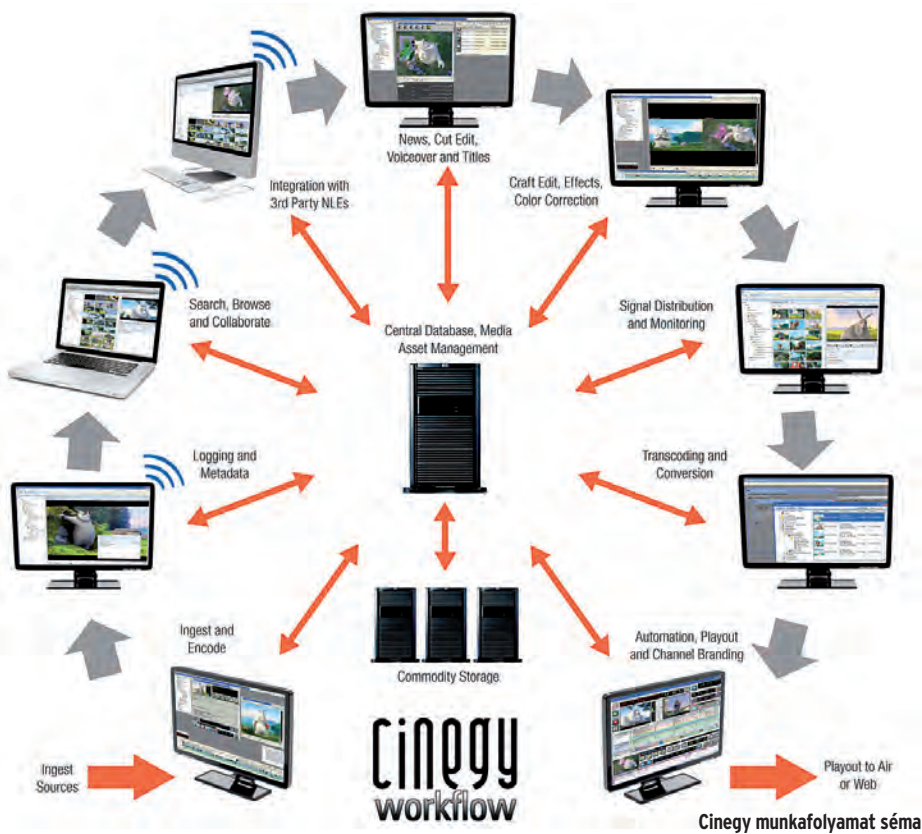 News, Cut Edit,
Voiceover and Titles
Integration with
3rd Party NLEs
Craft Edit, Effects,
Color Correction
Search, Browse
and Collaborate
Central Database, Media
Asset Management
Signal Distribution
and Monitoring
Logging and
Metadata
Transcoding and
Conversion
Ingest and
Encode
Commodity Storage
Automation, Playout
and Channel Branding
Ingest
Sources
Cinegy
workflow
Playout to Air
or Web
Cinegy munkafolyamat séma